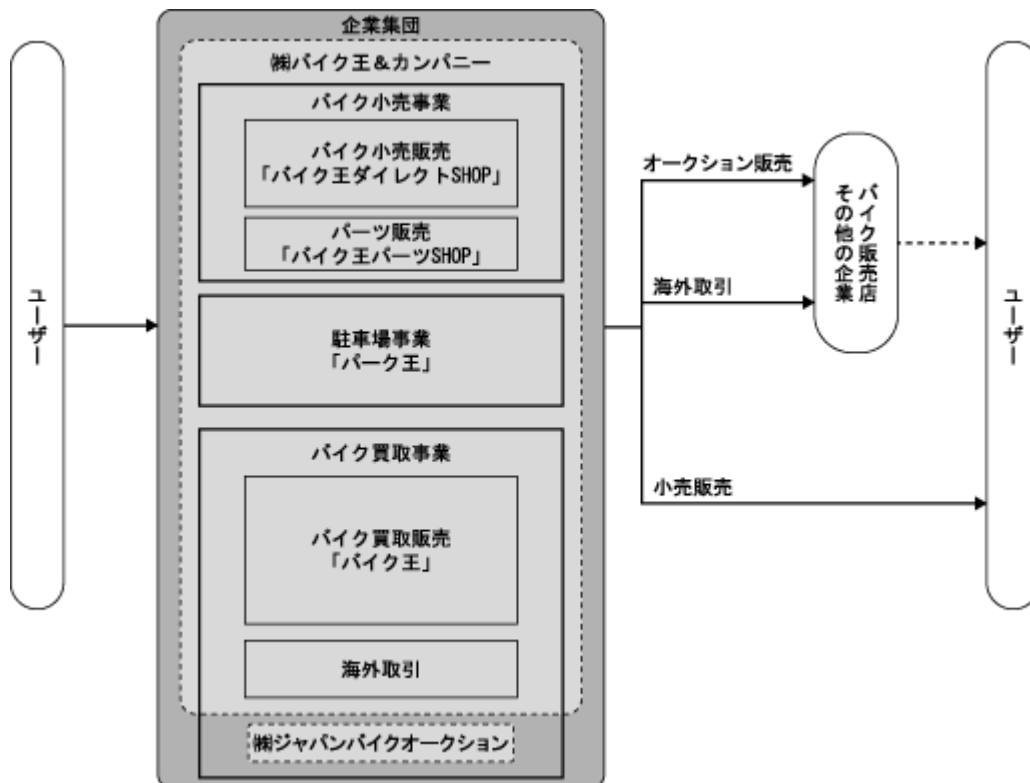 企業集団
㈱バイク王＆カンパニー
バイク小売事業
バイク小売販売
「バイク王ダイレクトSHOP」
パーツ販売
「バイク王パーツSHOP」
駐車場事業
「パーク王」
バイク買取事業
バイク買取販売
「バイク王」
海外取引
㈱ジャパンバイクオークション
ユーザー
オークション販売
海外取引
小売販売
バイク販売店
その他の企業
ユーザー